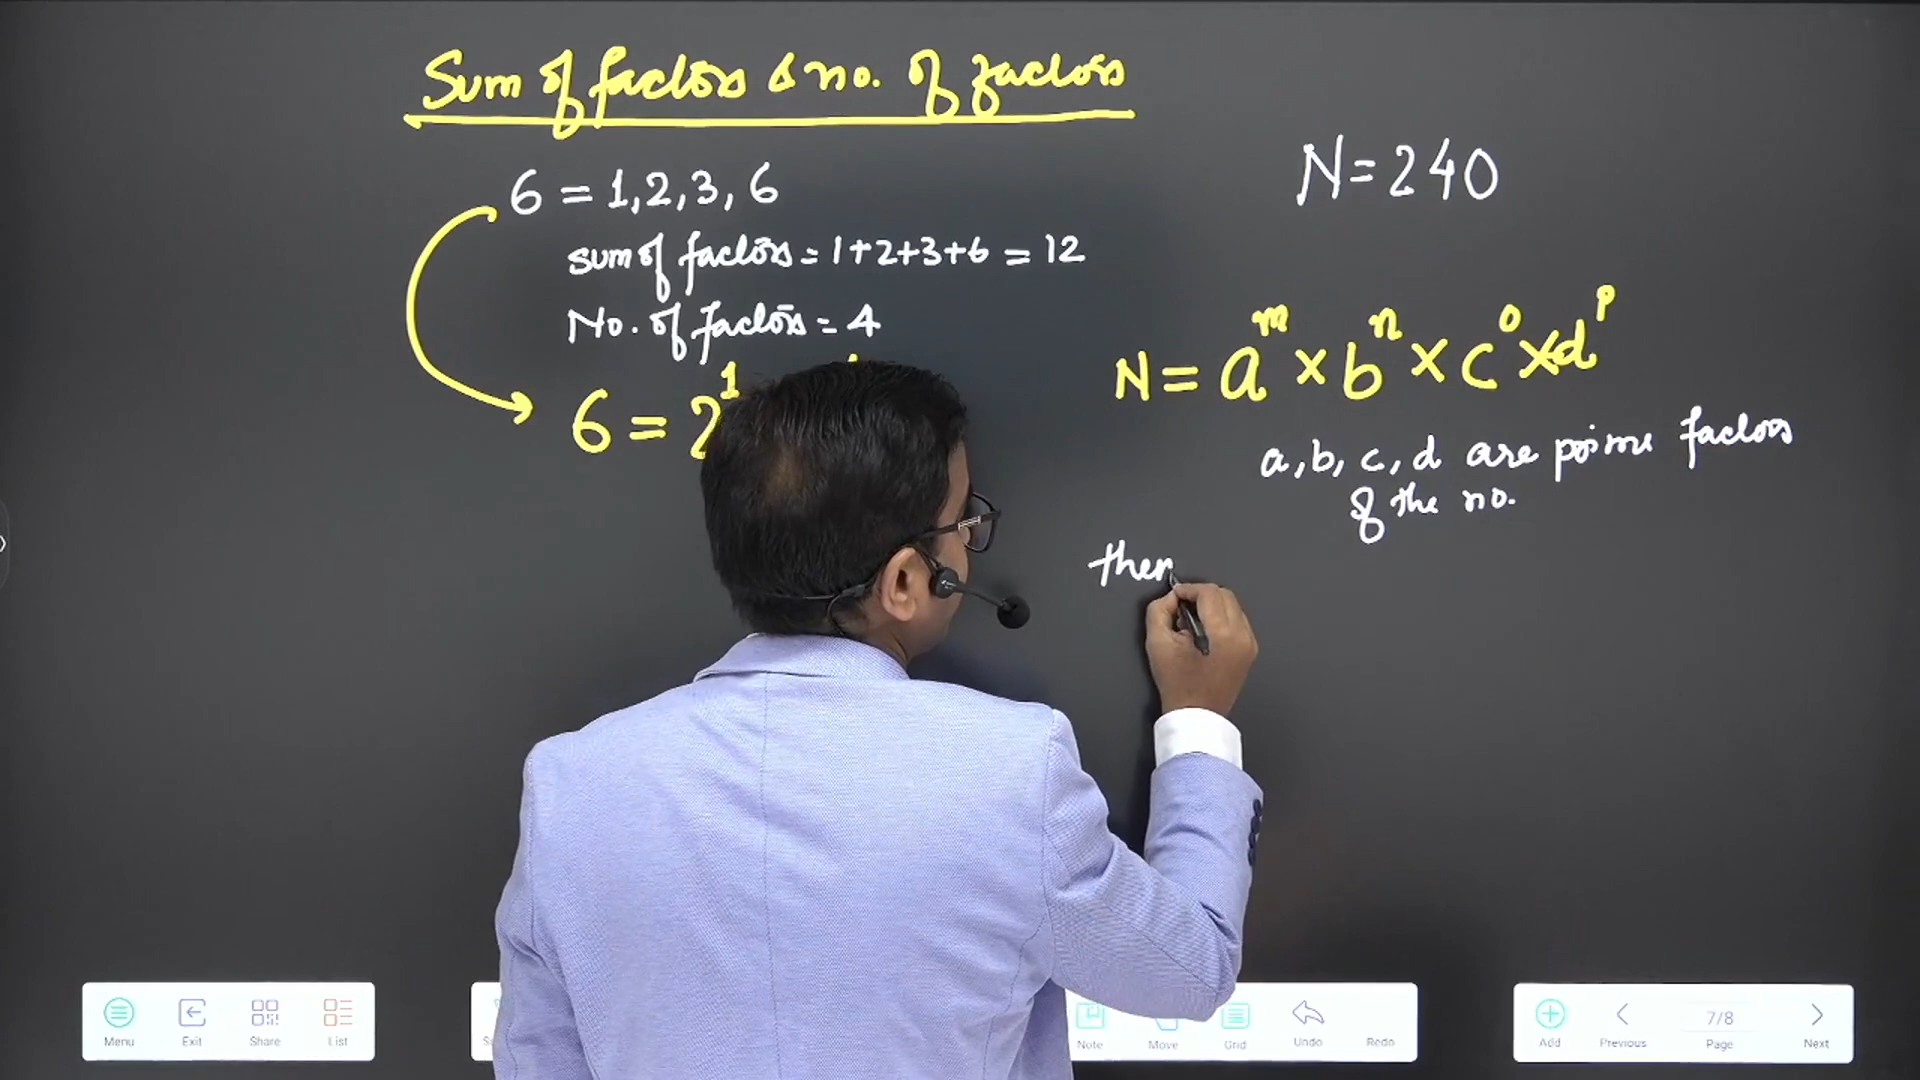 Sum of factors & no. of factors
6 = 1,2,3, 6
sum of factors = 1+2+3+6 = 12
No. of factors = 4
6 = 2¹
N=240
N = a^m × b^n × c^o × d^p
a, b, c, d are prime factors
of the no.
then
Menu
Exit
Share
List
Note
Move
Grid
Undo
Redo
Add
Previous
7/8
Page
Next